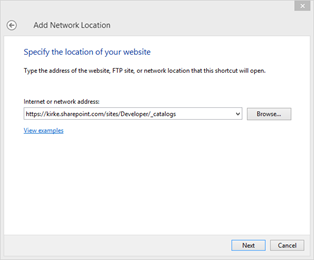 Add Network Location
Specify the location of your website
Type the address of the website, FTP site, or network location that this shortcut will open.
Internet or network address:
https://kirke.sharepoint.com/sites/Developer/_catalogs
Browse...
View examples
Next
Cancel